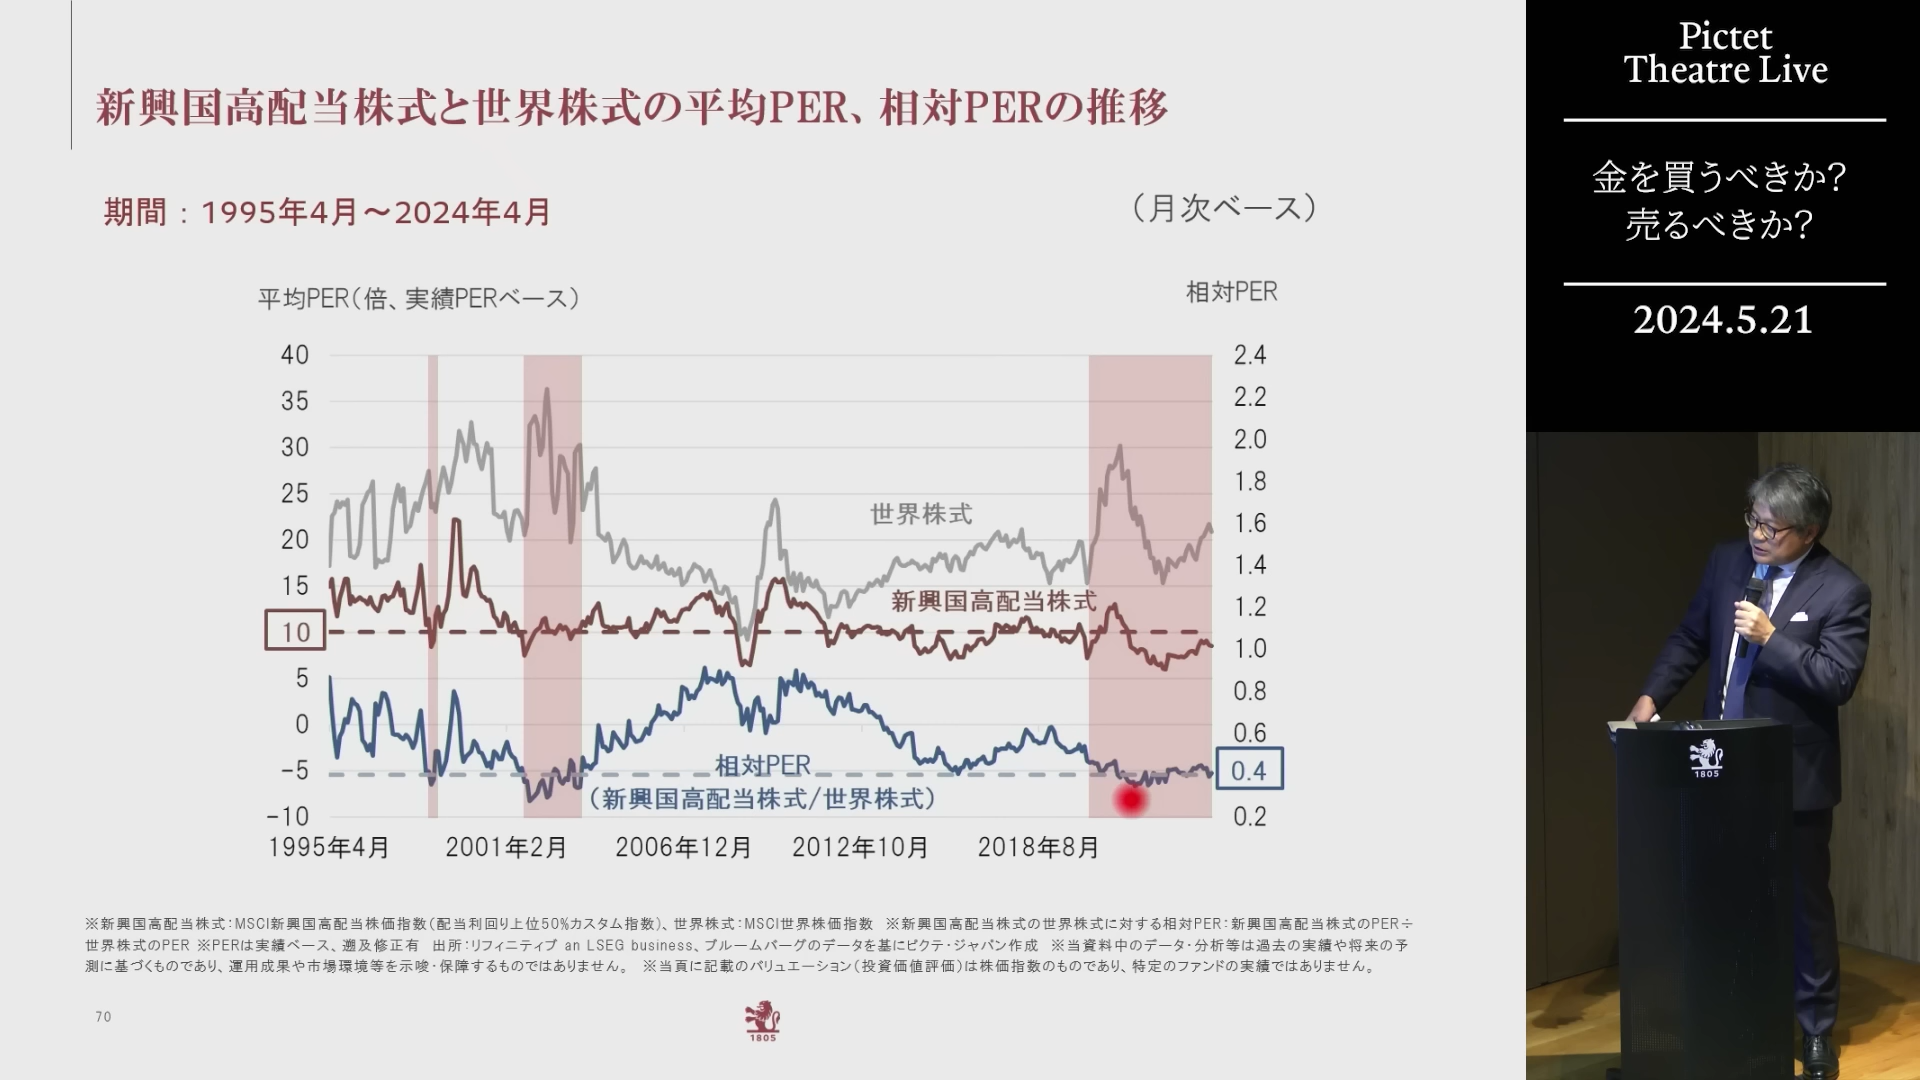 新興国高配当株式と世界株式の平均PER、相対PERの推移
期間：1995年4月～2024年4月
（月次ベース）
平均PER（倍、実績PERベース）
相対PER
40
35
30
25
20
15
10
5
0
-5
-10
2.4
2.2
2.0
1.8
1.6
1.4
1.2
1.0
0.8
0.6
0.4
0.2
世界株式
新興国高配当株式
相対PER
（新興国高配当株式/世界株式）
1995年4月
2001年2月
2006年12月
2012年10月
2018年8月
※新興国高配当株式：MSCI新興国高配当株価指数（配当利回り上位50%カスタム指数）、世界株式：MSCI世界株価指数 ※新興国高配当株式の世界株式に対する相対PER：新興国高配当株式のPER÷
世界株式のPER ※PERは実績ベース、遡及修正有 出所：リフィニティブ an LSEG business、ブルームバーグのデータを基にピクテ・ジャパン作成 ※当資料中のデータ・分析等は過去の実績や将来の予
測に基づくものであり、運用成果や市場環境等を示唆・保障するものではありません。 ※当頁に記載のバリュエーション（投資価値評価）は株価指数のものであり、特定のファンドの実績ではありません。
70
1805
Pictet
Theatre Live
金を買うべきか?
売るべきか?
2024.5.21
1805